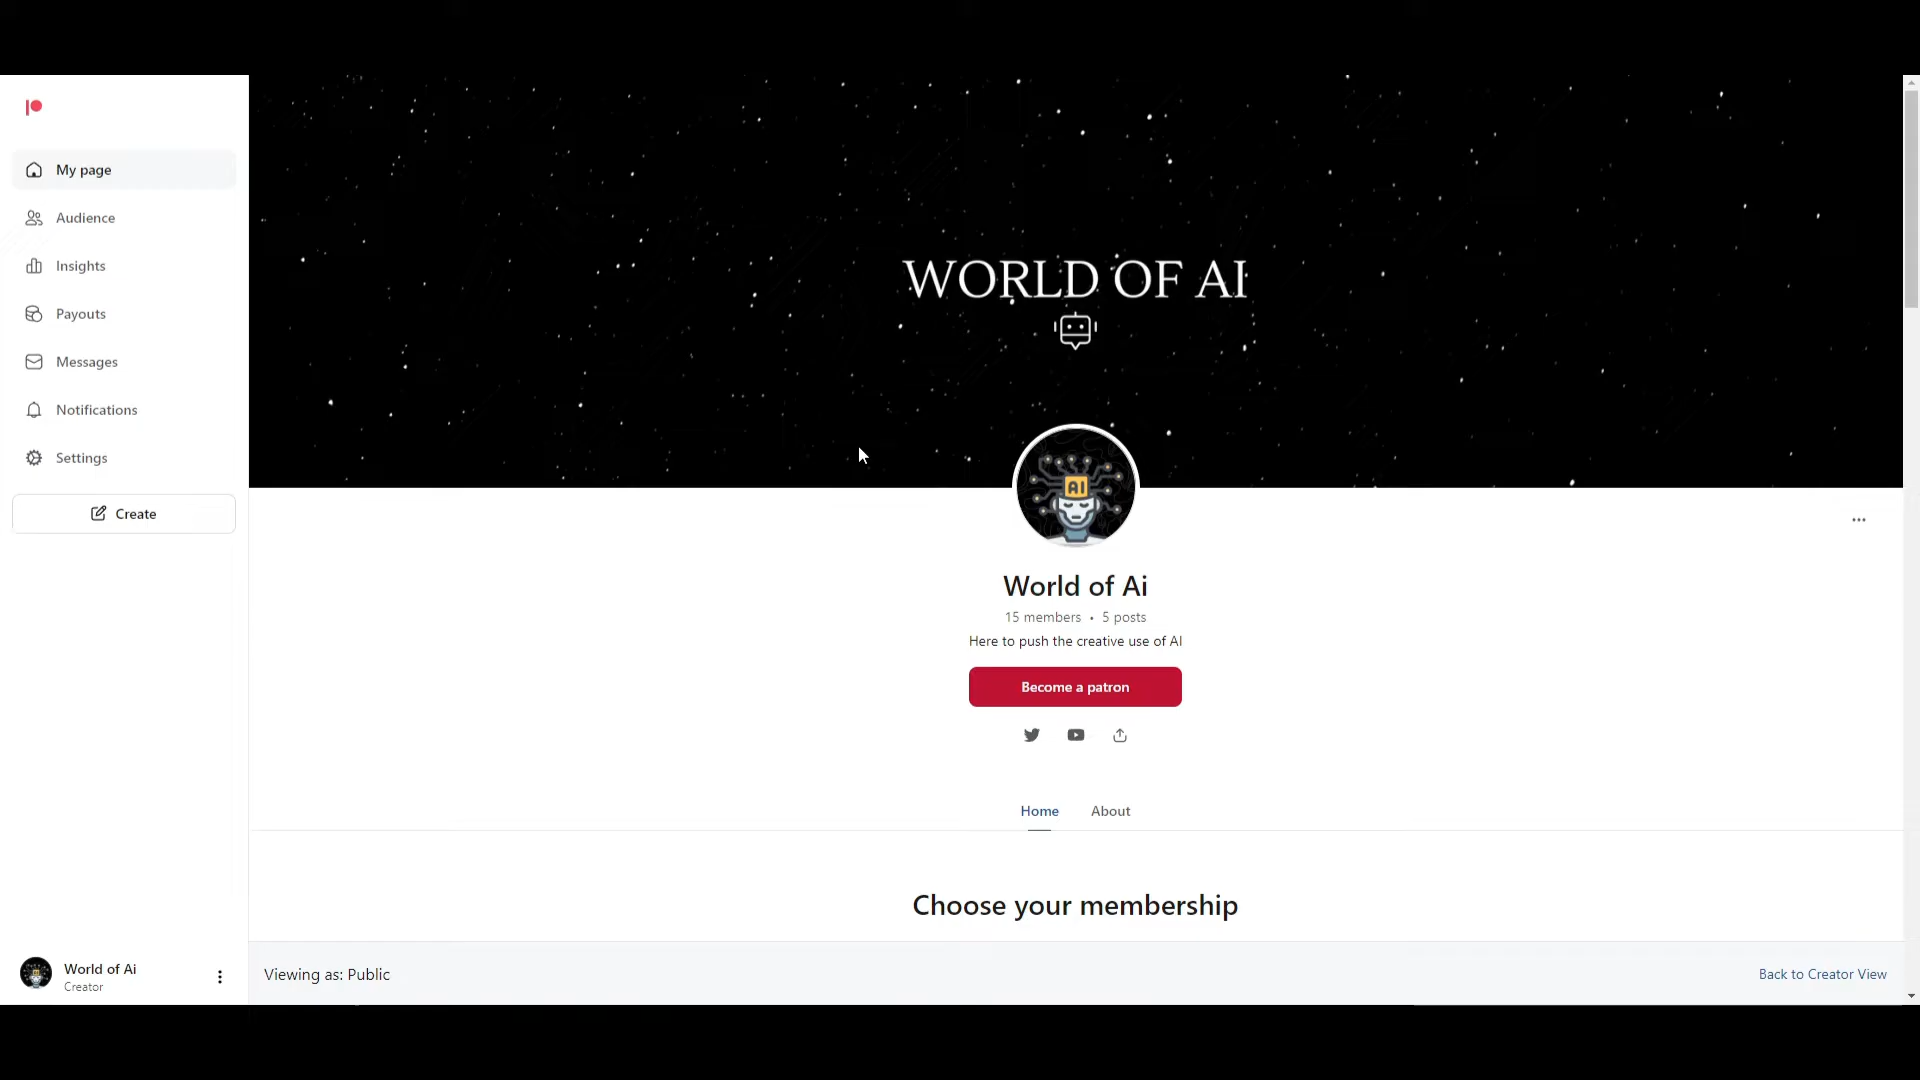 My page
Audience
Insights
Payouts
Messages
Notifications
Settings
Create
World of Ai
Creator
WORLD OF AI
AI
World of Ai
15 members • 5 posts
Here to push the creative use of AI
Become a patron
Home About
Choose your membership
Viewing as: Public
Back to Creator View